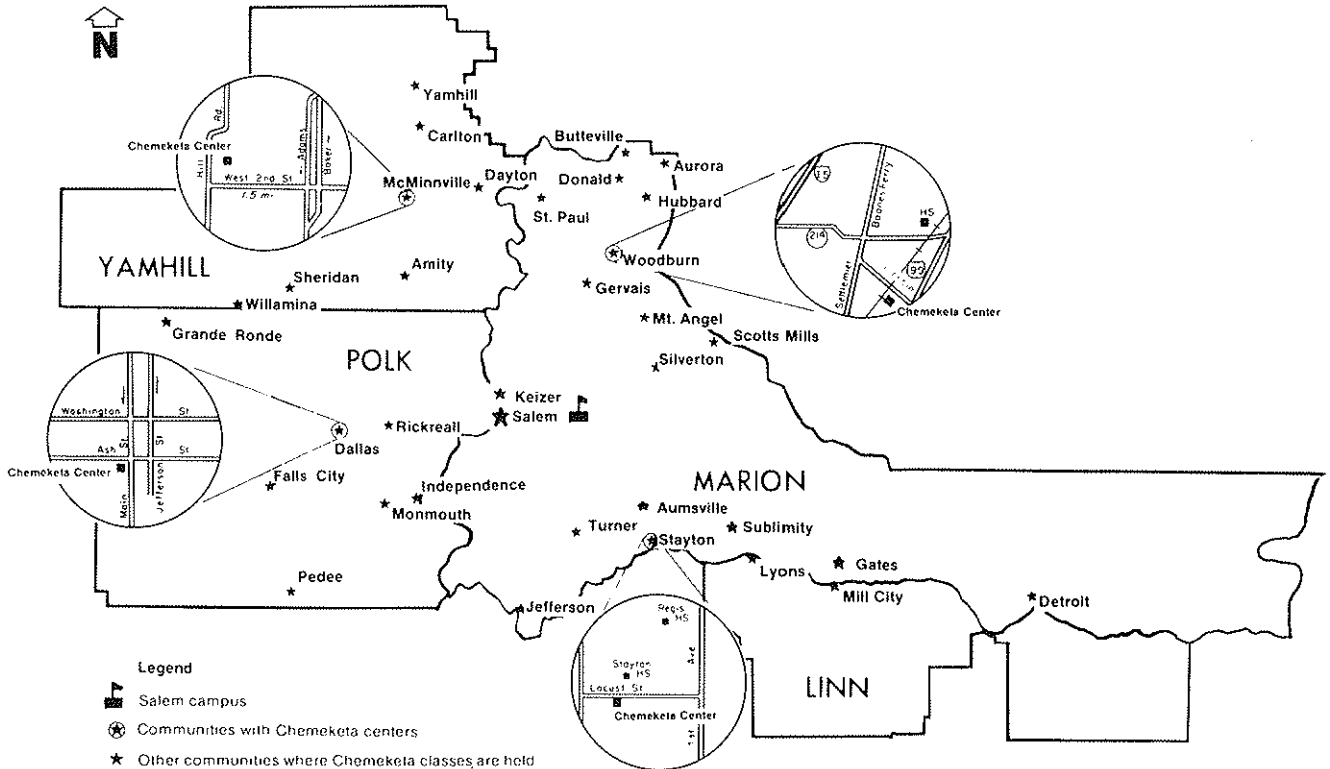 N
Yamhill
Carlton
Butteville
Aurora
Dayton
Donald
McMinnville
Hubbard
St. Paul
Woodburn
YAMHILL
Sheridan
Amity
Gervais
Willamina
Mt. Angel
Grande Ronde
Scotts Mills
POLK
Silverton
Keizer
Salem
Rickreall
Dallas
Falls City
Independence
MARION
Monmouth
Aumsville
Turner
Sublimity
Stayton
Lyons
Gates
Pedee
Mill City
Jefferson
Detroit
LINN
Rd
Chemeketa Center
Hill
Adams
Baker
West 2nd St
1.5 mi
Boones Ferry
HS
214
99
Settlemier
Chemeketa Center
Washington St
Ash St
St
St
Chemeketa Center
Main
Jefferson
Regis
HS
Stayton
HS
Ave
Locust St
Chemeketa Center
1st
Legend
Salem campus
Communities with Chemeketa centers
Other communities where Chemeketa classes are held